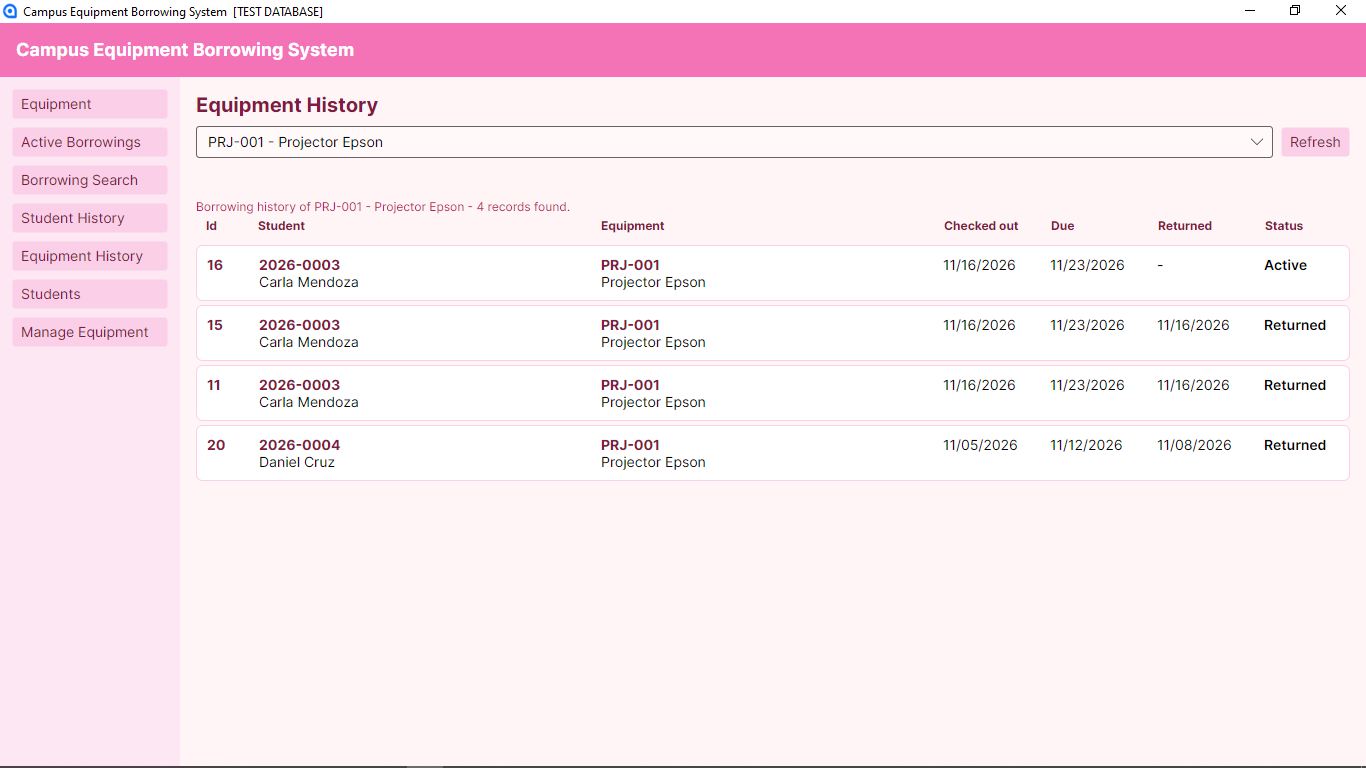 Campus Equipment Borrowing System [TEST DATABASE]
Campus Equipment Borrowing System
Equipment
Active Borrowings
Borrowing Search
Student History
Equipment History
Students
Manage Equipment
Equipment History
PRJ-001 - Projector Epson
Refresh
Borrowing history of PRJ-001 - Projector Epson - 4 records found.
Id Student Equipment Checked out Due Returned Status
16 2026-0003 PRJ-001 11/16/2026 11/23/2026 - Active
Carla Mendoza Projector Epson
15 2026-0003 PRJ-001 11/16/2026 11/23/2026 11/16/2026 Returned
Carla Mendoza Projector Epson
11 2026-0003 PRJ-001 11/16/2026 11/23/2026 11/16/2026 Returned
Carla Mendoza Projector Epson
20 2026-0004 PRJ-001 11/05/2026 11/12/2026 11/08/2026 Returned
Daniel Cruz Projector Epson